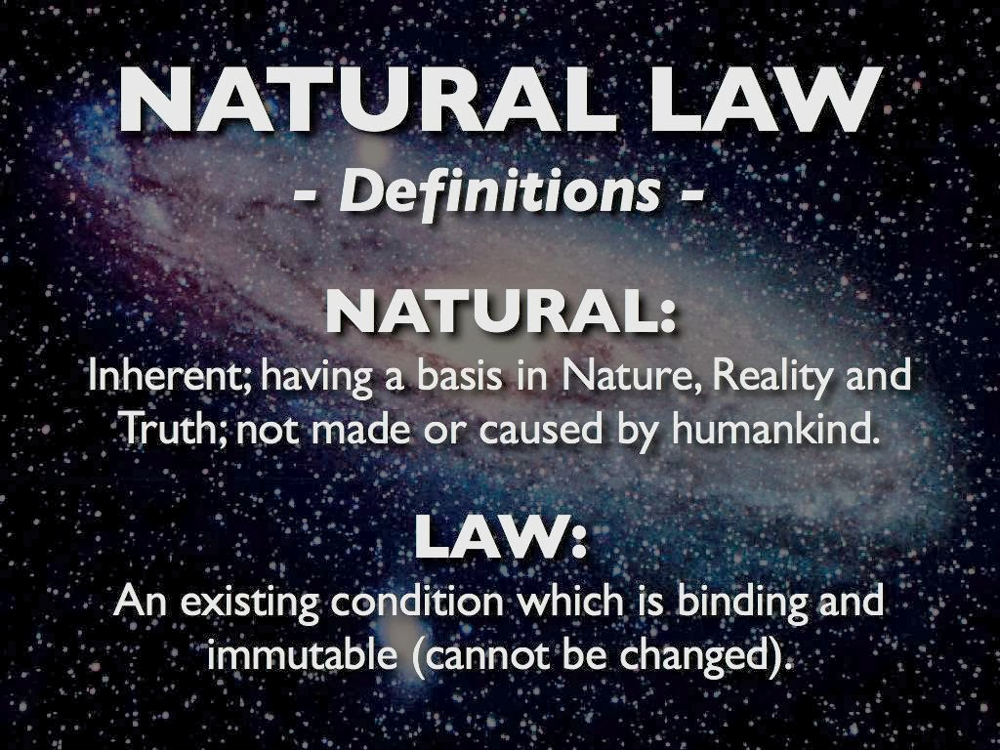 NATURAL LAW
- Definitions -
NATURAL:
Inherent; having a basis in Nature, Reality and
Truth; not made or caused by humankind.
LAW:
An existing condition which is binding and
immutable (cannot be changed).